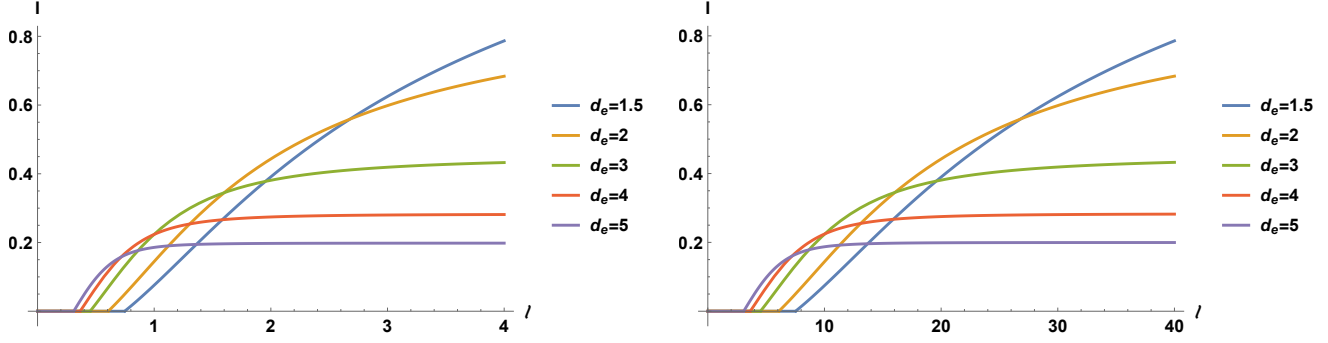 I
0.8
0.6
0.4
0.2
1 2 3 4 ℓ
d_e=1.5
d_e=2
d_e=3
d_e=4
d_e=5
I
0.8
0.6
0.4
0.2
10 20 30 40 ℓ
d_e=1.5
d_e=2
d_e=3
d_e=4
d_e=5